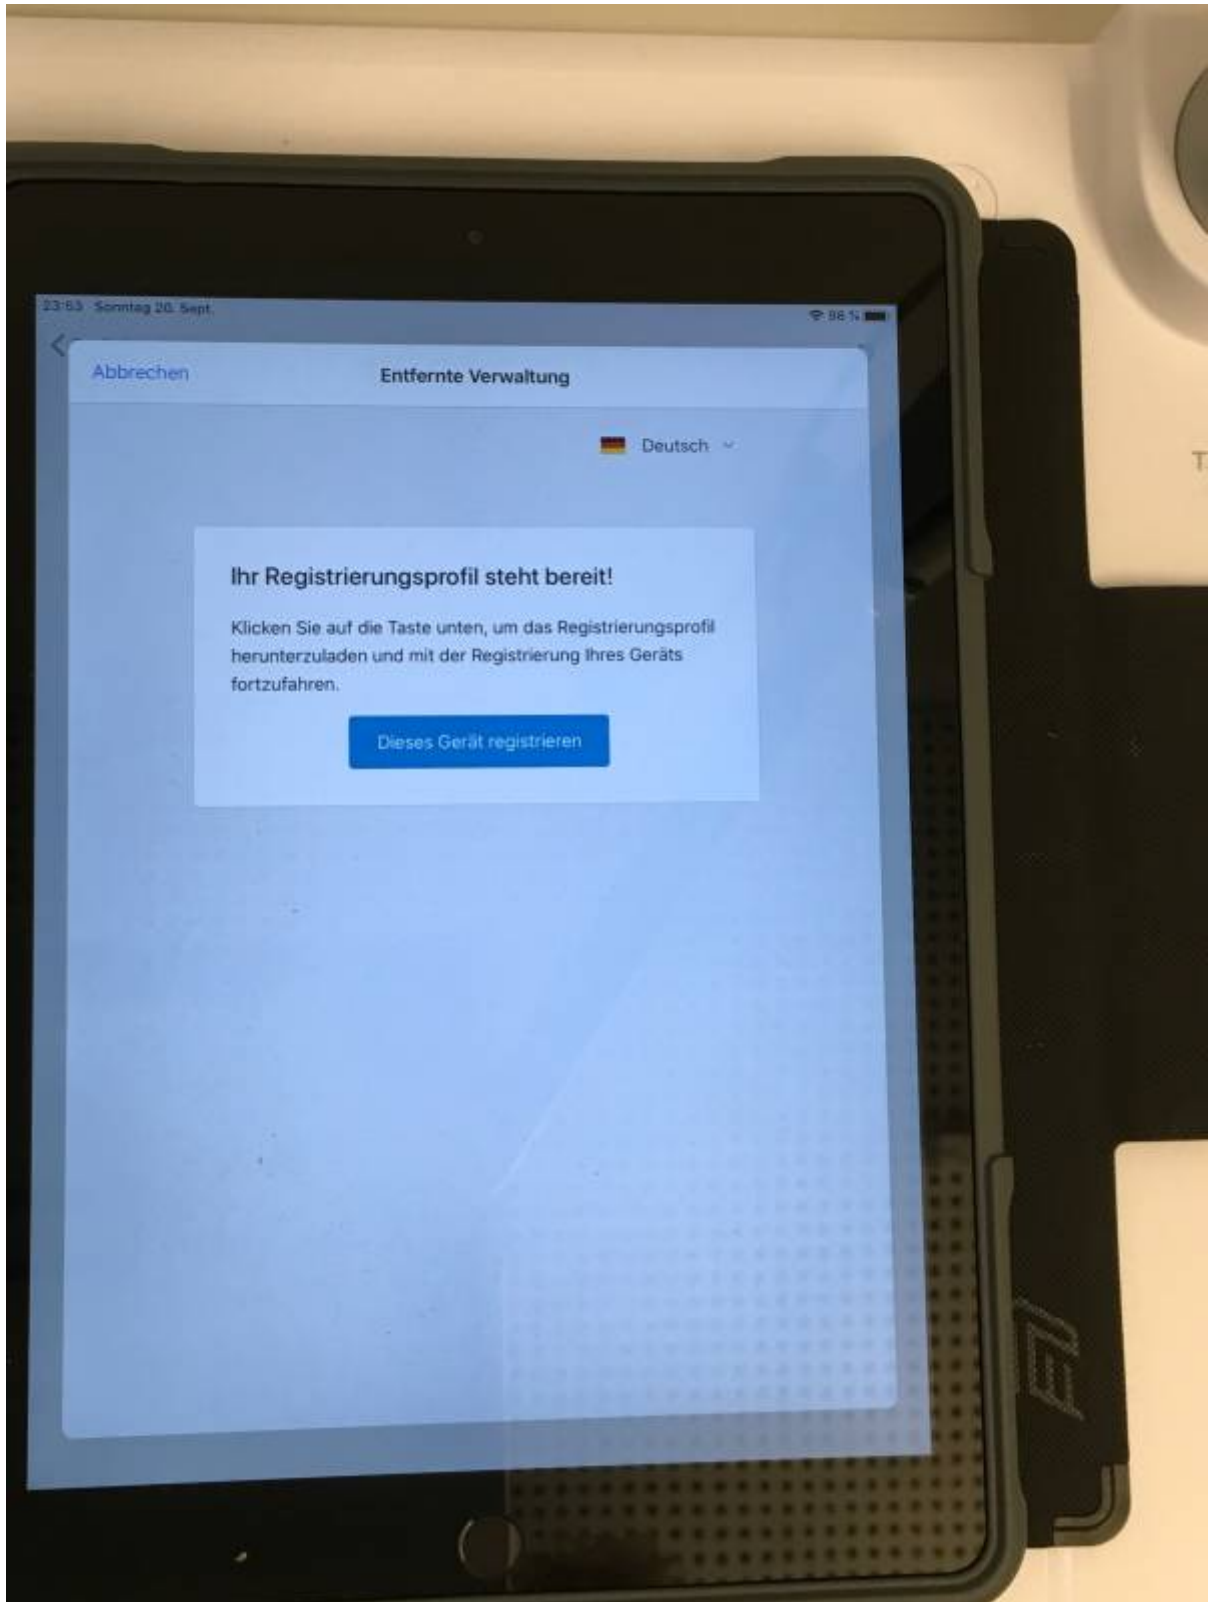 23:53 Sonntag 20. Sept.
98 %
Abbrechen
Entfernte Verwaltung
Deutsch
Ihr Registrierungsprofil steht bereit!
Klicken Sie auf die Taste unten, um das Registrierungsprofil
herunterzuladen und mit der Registrierung Ihres Geräts
fortzufahren.
Dieses Gerät registrieren